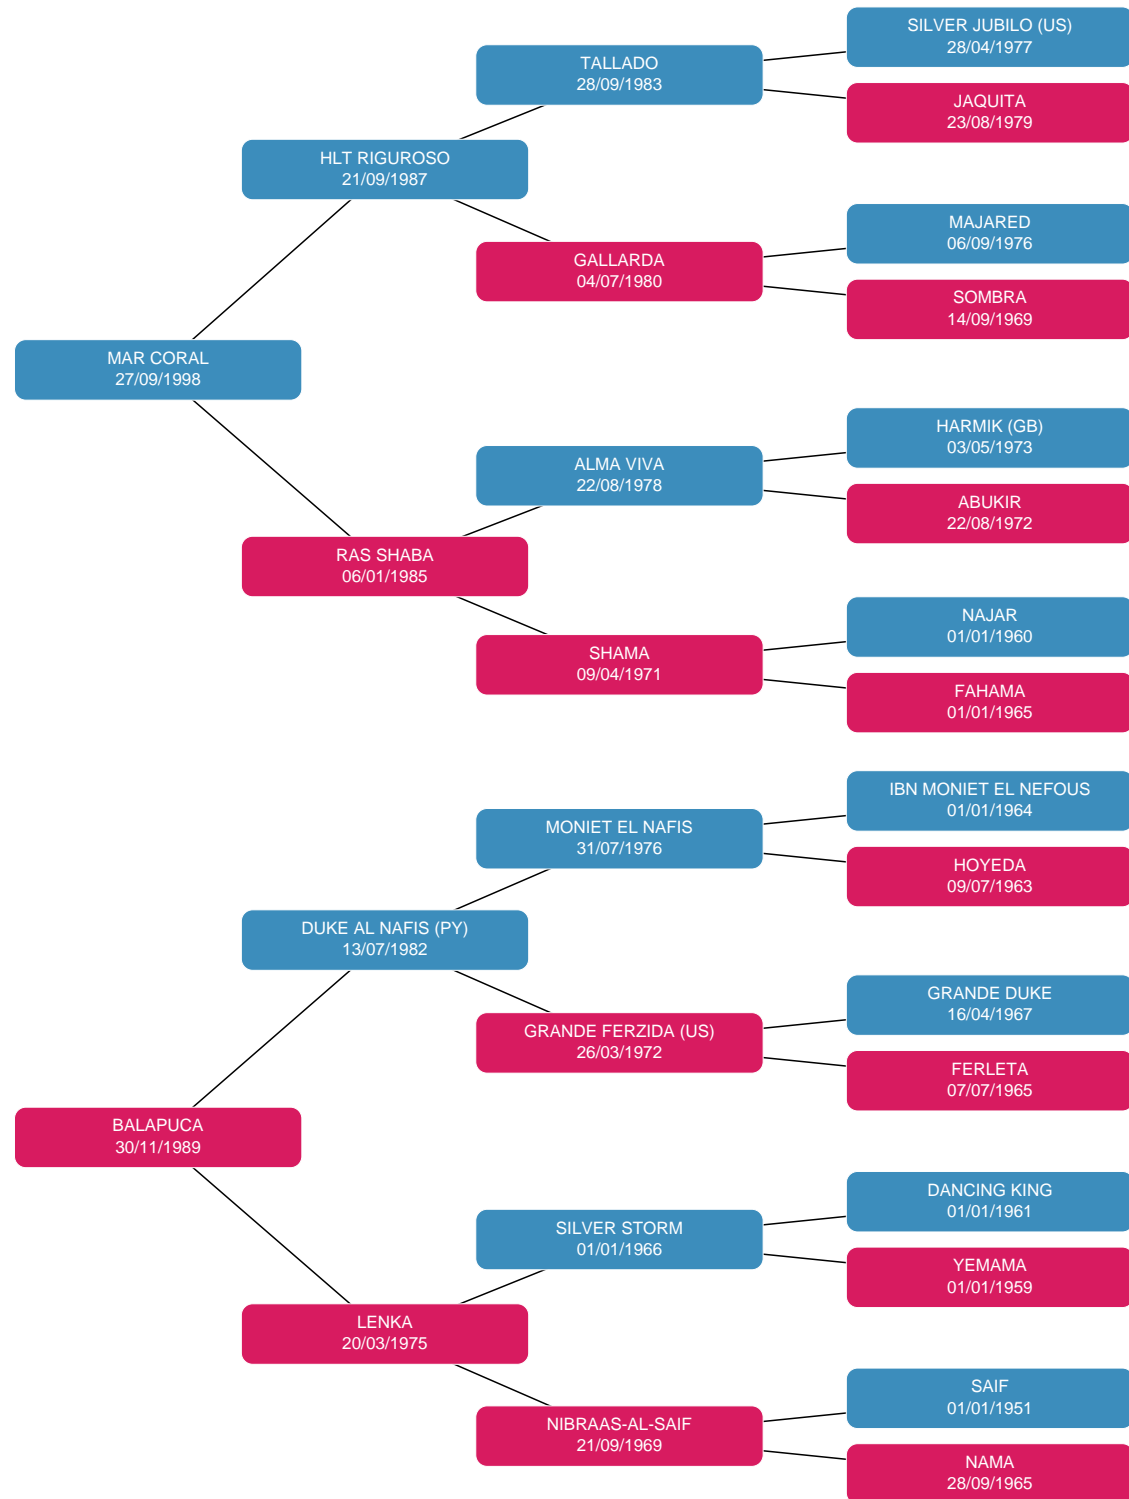 SILVER JUBILO (US)
28/04/1977
TALLADO
28/09/1983
JAQUITA
23/08/1979
HLT RIGUROSO
21/09/1987
MAJARED
06/09/1976
GALLARDA
04/07/1980
SOMBRA
14/09/1969
MAR CORAL
27/09/1998
HARMIK (GB)
03/05/1973
ALMA VIVA
22/08/1978
ABUKIR
22/08/1972
RAS SHABA
06/01/1985
NAJAR
01/01/1960
SHAMA
09/04/1971
FAHAMA
01/01/1965
IBN MONIET EL NEFOUS
01/01/1964
MONIET EL NAFIS
31/07/1976
HOYEDA
09/07/1963
DUKE AL NAFIS (PY)
13/07/1982
GRANDE DUKE
16/04/1967
GRANDE FERZIDA (US)
26/03/1972
FERLETA
07/07/1965
BALAPUCA
30/11/1989
DANCING KING
01/01/1961
SILVER STORM
01/01/1966
YEMAMA
01/01/1959
LENKA
20/03/1975
SAIF
01/01/1951
NIBRAAS-AL-SAIF
21/09/1969
NAMA
28/09/1965